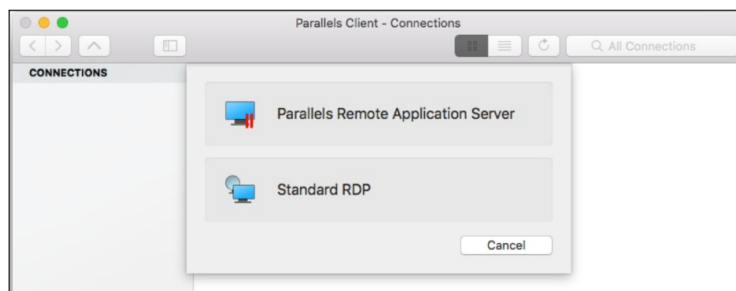 Parallels Client - Connections
All Connections
CONNECTIONS
Parallels Remote Application Server
Standard RDP
Cancel